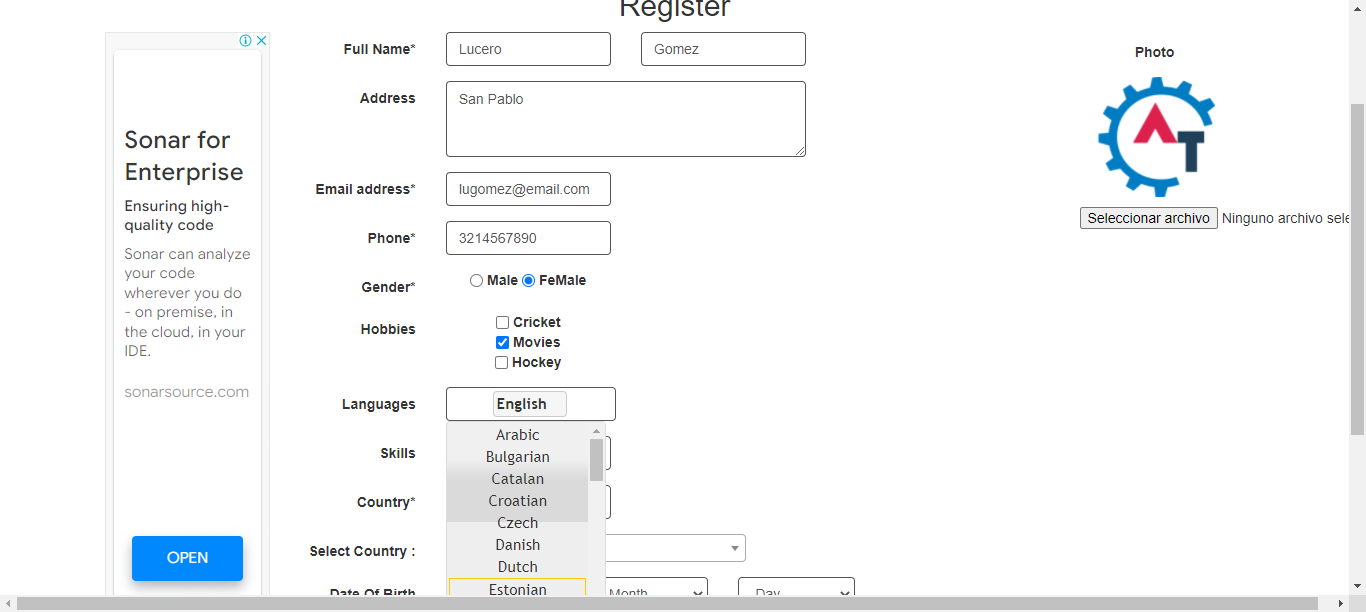 Register
Sonar for
Enterprise
Ensuring high-
quality code
Sonar can analyze
your code
wherever you do
- on premise, in
the cloud, in your
IDE.
sonarsource.com
OPEN
Full Name* Lucero Gomez
Address San Pablo
Email address* lugomez@email.com
Phone* 3214567890
Gender* Male FeMale
Hobbies Cricket
Movies
Hockey
Languages English
Arabic
Bulgarian
Skills
Catalan
Croatian
Country*
Czech
Danish
Select Country :
Dutch
Estonian
Date Of Birth Month Day
Photo
AT
Seleccionar archivo Ninguno archivo sele